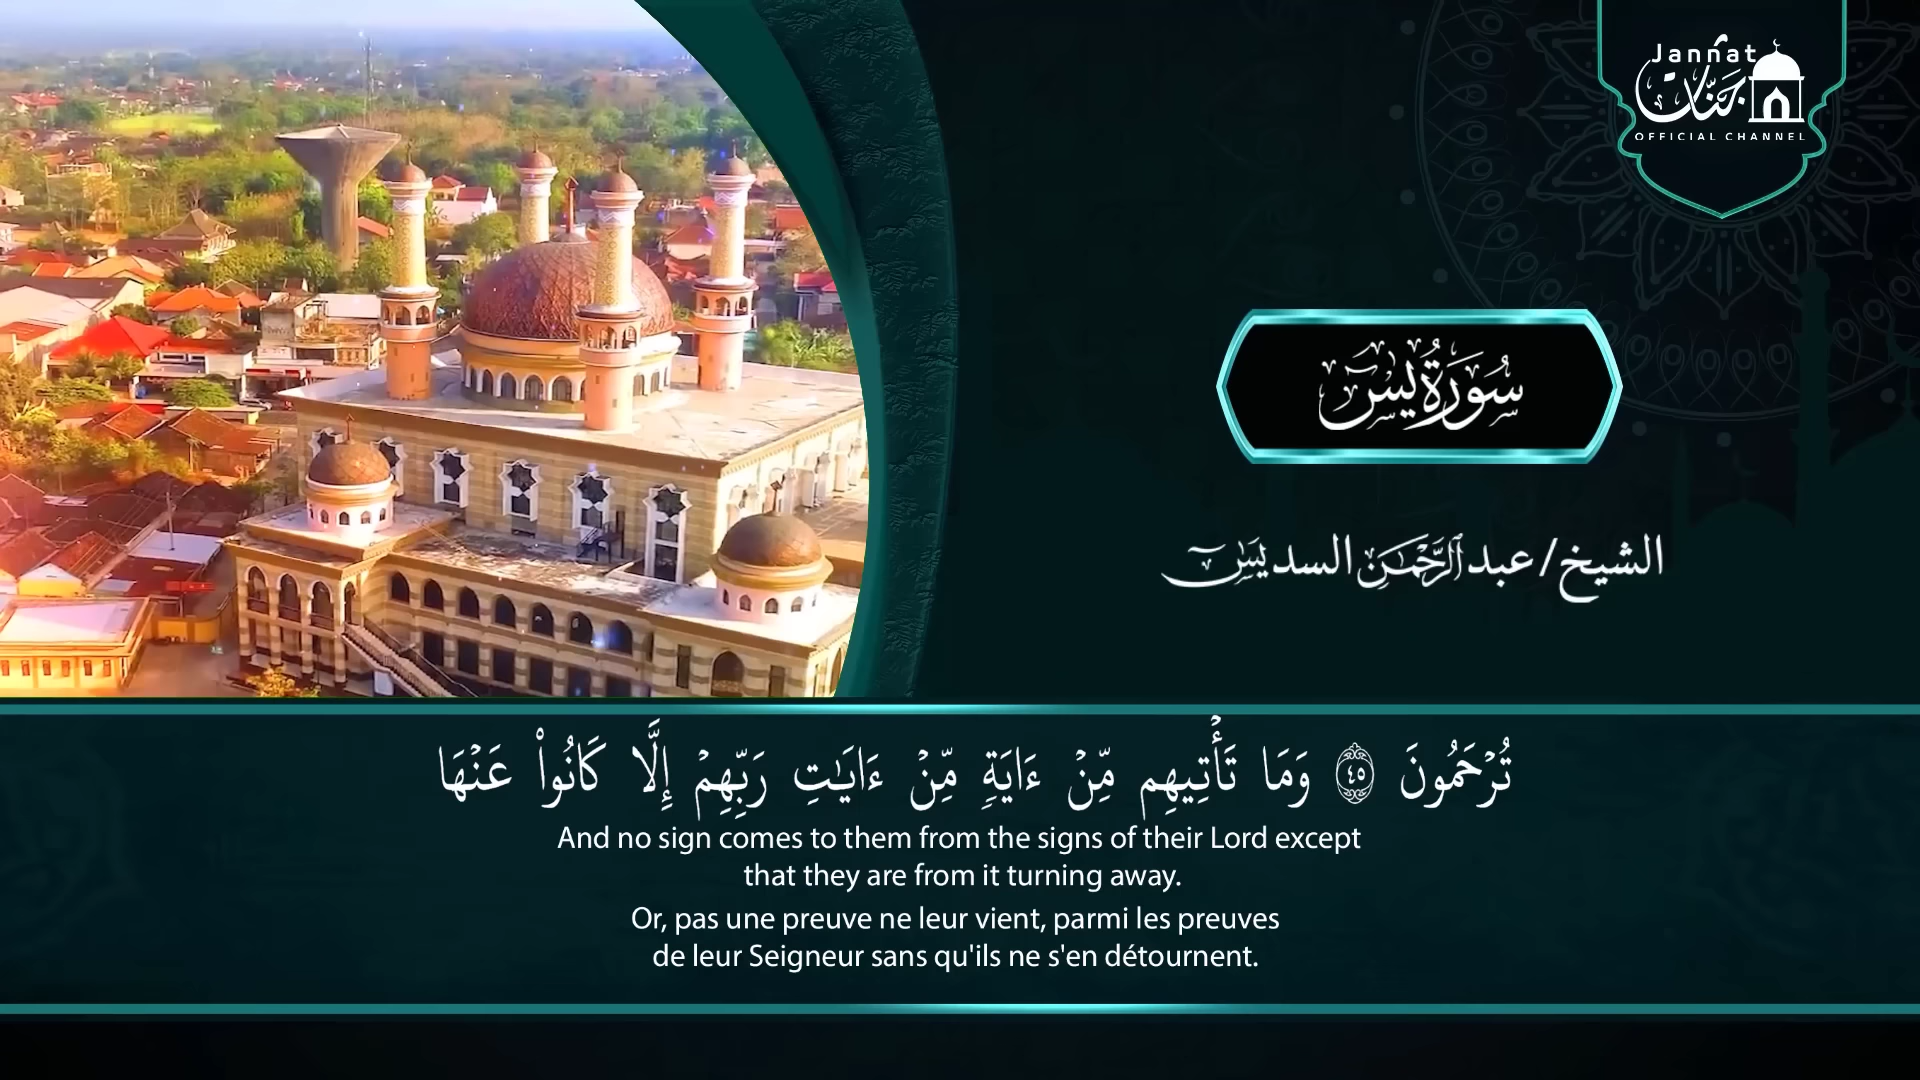 Jannat
جنات
OFFICIAL CHANNEL
سُورَةُ يسٓ
الشيخ / عبد الرَّحْمَٰن السديس
تُرْحَمُونَ ٤٥ وَمَا تَأْتِيهِم مِّنْ ءَايَةٍ مِّنْ ءَايَٰتِ رَبِّهِمْ إِلَّا كَانُوا۟ عَنْهَا
And no sign comes to them from the signs of their Lord except
that they are from it turning away.
Or, pas une preuve ne leur vient, parmi les preuves
de leur Seigneur sans qu'ils ne s'en détournent.